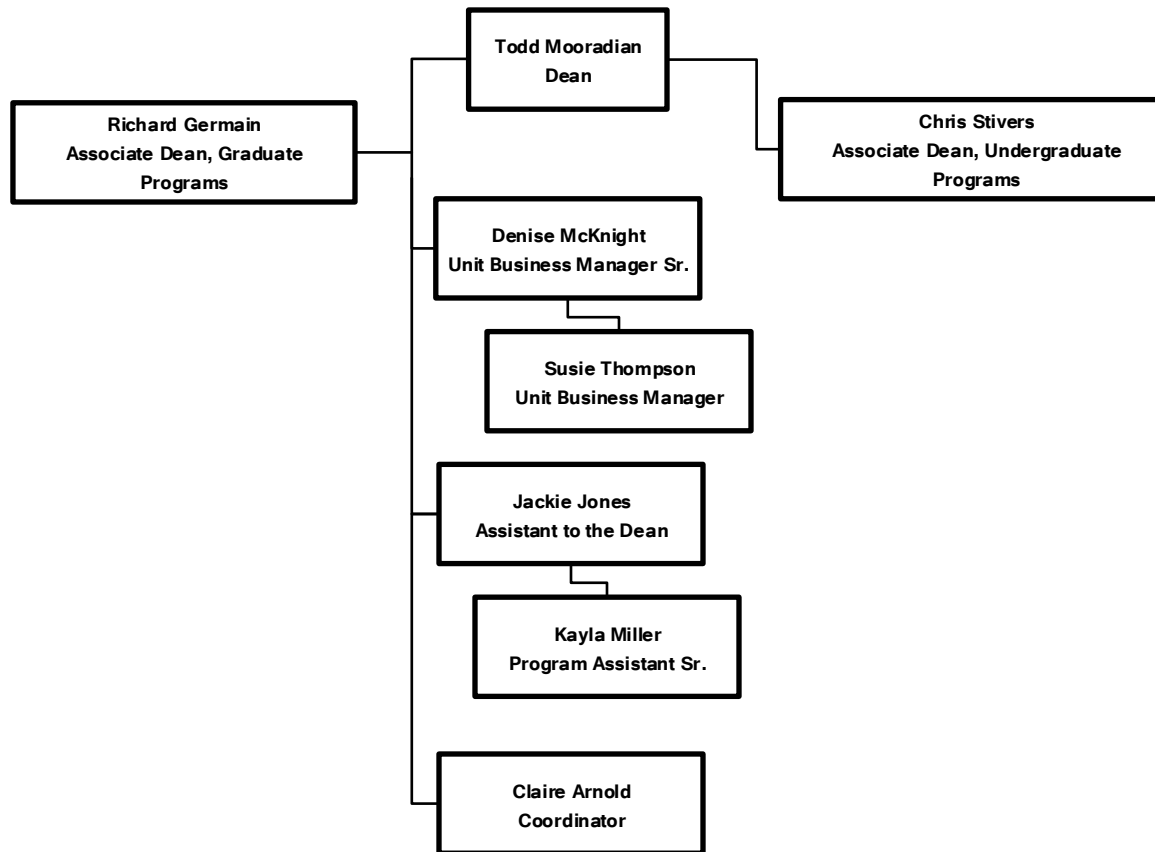 Todd Mooradian
Dean
Richard Germain
Associate Dean, Graduate
Programs
Chris Stivers
Associate Dean, Undergraduate
Programs
Denise McKnight
Unit Business Manager Sr.
Susie Thompson
Unit Business Manager
Jackie Jones
Assistant to the Dean
Kayla Miller
Program Assistant Sr.
Claire Arnold
Coordinator